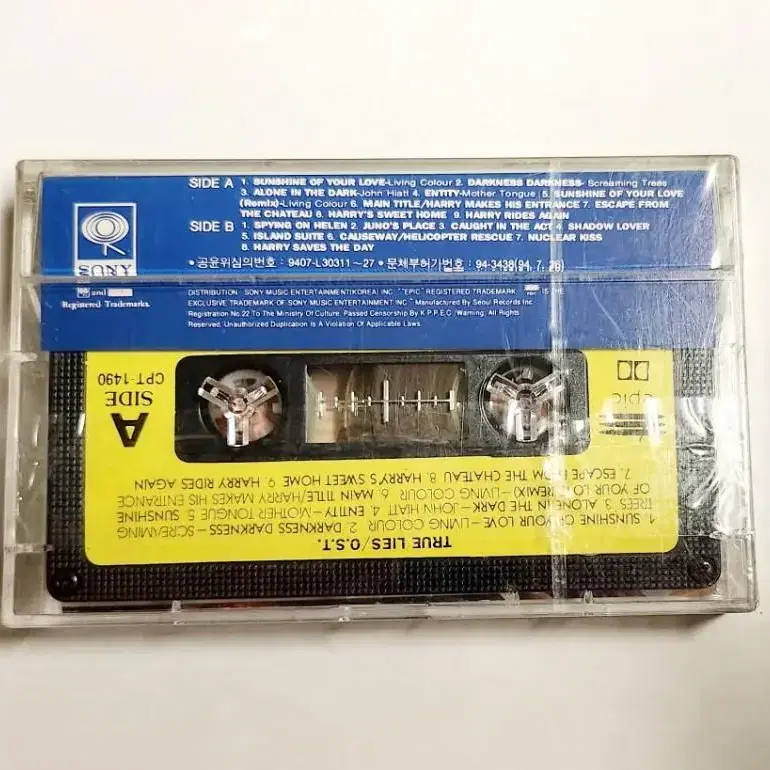 SIDE A 1. SUNSHINE OF YOUR LOVE-Living Colour 2. DARKNESS DARKNESS- Screaming Trees
3. ALONE IN THE DARK-John Hiatl 4. ENTITY-Mother Tongue 5. SUNSHINE OF YOUR LOVE
(Remix)-Living Colour 6. MAIN TITLE/HARRY MAKES HIS ENTRANCE 7. ESCAPE FROM
THE CHATEAU 8. HARRY'S SWEET HOME 9. HARRY RIDES AGAIN
SIDE B 1. SPYING ON HELEN 2. JUNO'S PLACE 3. CAUGHT IN THE ACT 4. SHADOW LOVER
5. ISLAND SUITE 6. CAUSEWAY/HELICOPTER RESCUE 7. NUCLEAR KISS
8. HARRY SAVES THE DAY
• 공윤위심의번호 : 9407-L30311~27 • 문체부허가번호 : 94-3438(94. 7. 28)
SONY
and
Registered Trademarks.
DISTRIBUTION : SONY MUSIC ENTERTAINMENT(KOREA) INC. "EPIC" REGISTERED TRADEMARK IS THE
EXCLUSIVE TRADEMARK OF SONY MUSIC ENTERTAINMENT INC. Manufactured By Seoul Records Inc.
Registration No.22 To The Ministry Of Culture. Passed Censorship By K.P.P.E.C. (Warning; All Rights
Reserved. Unauthorized Duplication Is A Violation Of Applicable Laws.
TRUE LIES/O.S.T.
1. SUNSHINE OF YOUR LOVE-LIVING COLOUR 2. DARKNESS DARKNESS-SCREAMING
TREES 3. ALONE IN THE DARK-JOHN HIATT 4. ENTITY-MOTHER TONGUE 5. SUNSHINE
OF YOUR LOVE(REMIX)-LIVING COLOUR 6. MAIN TITLE/HARRY MAKES HIS ENTRANCE
7. ESCAPE FROM THE CHATEAU 8. HARRY'S SWEET HOME 9. HARRY RIDES AGAIN
epic
A
SIDE
CPT-1490